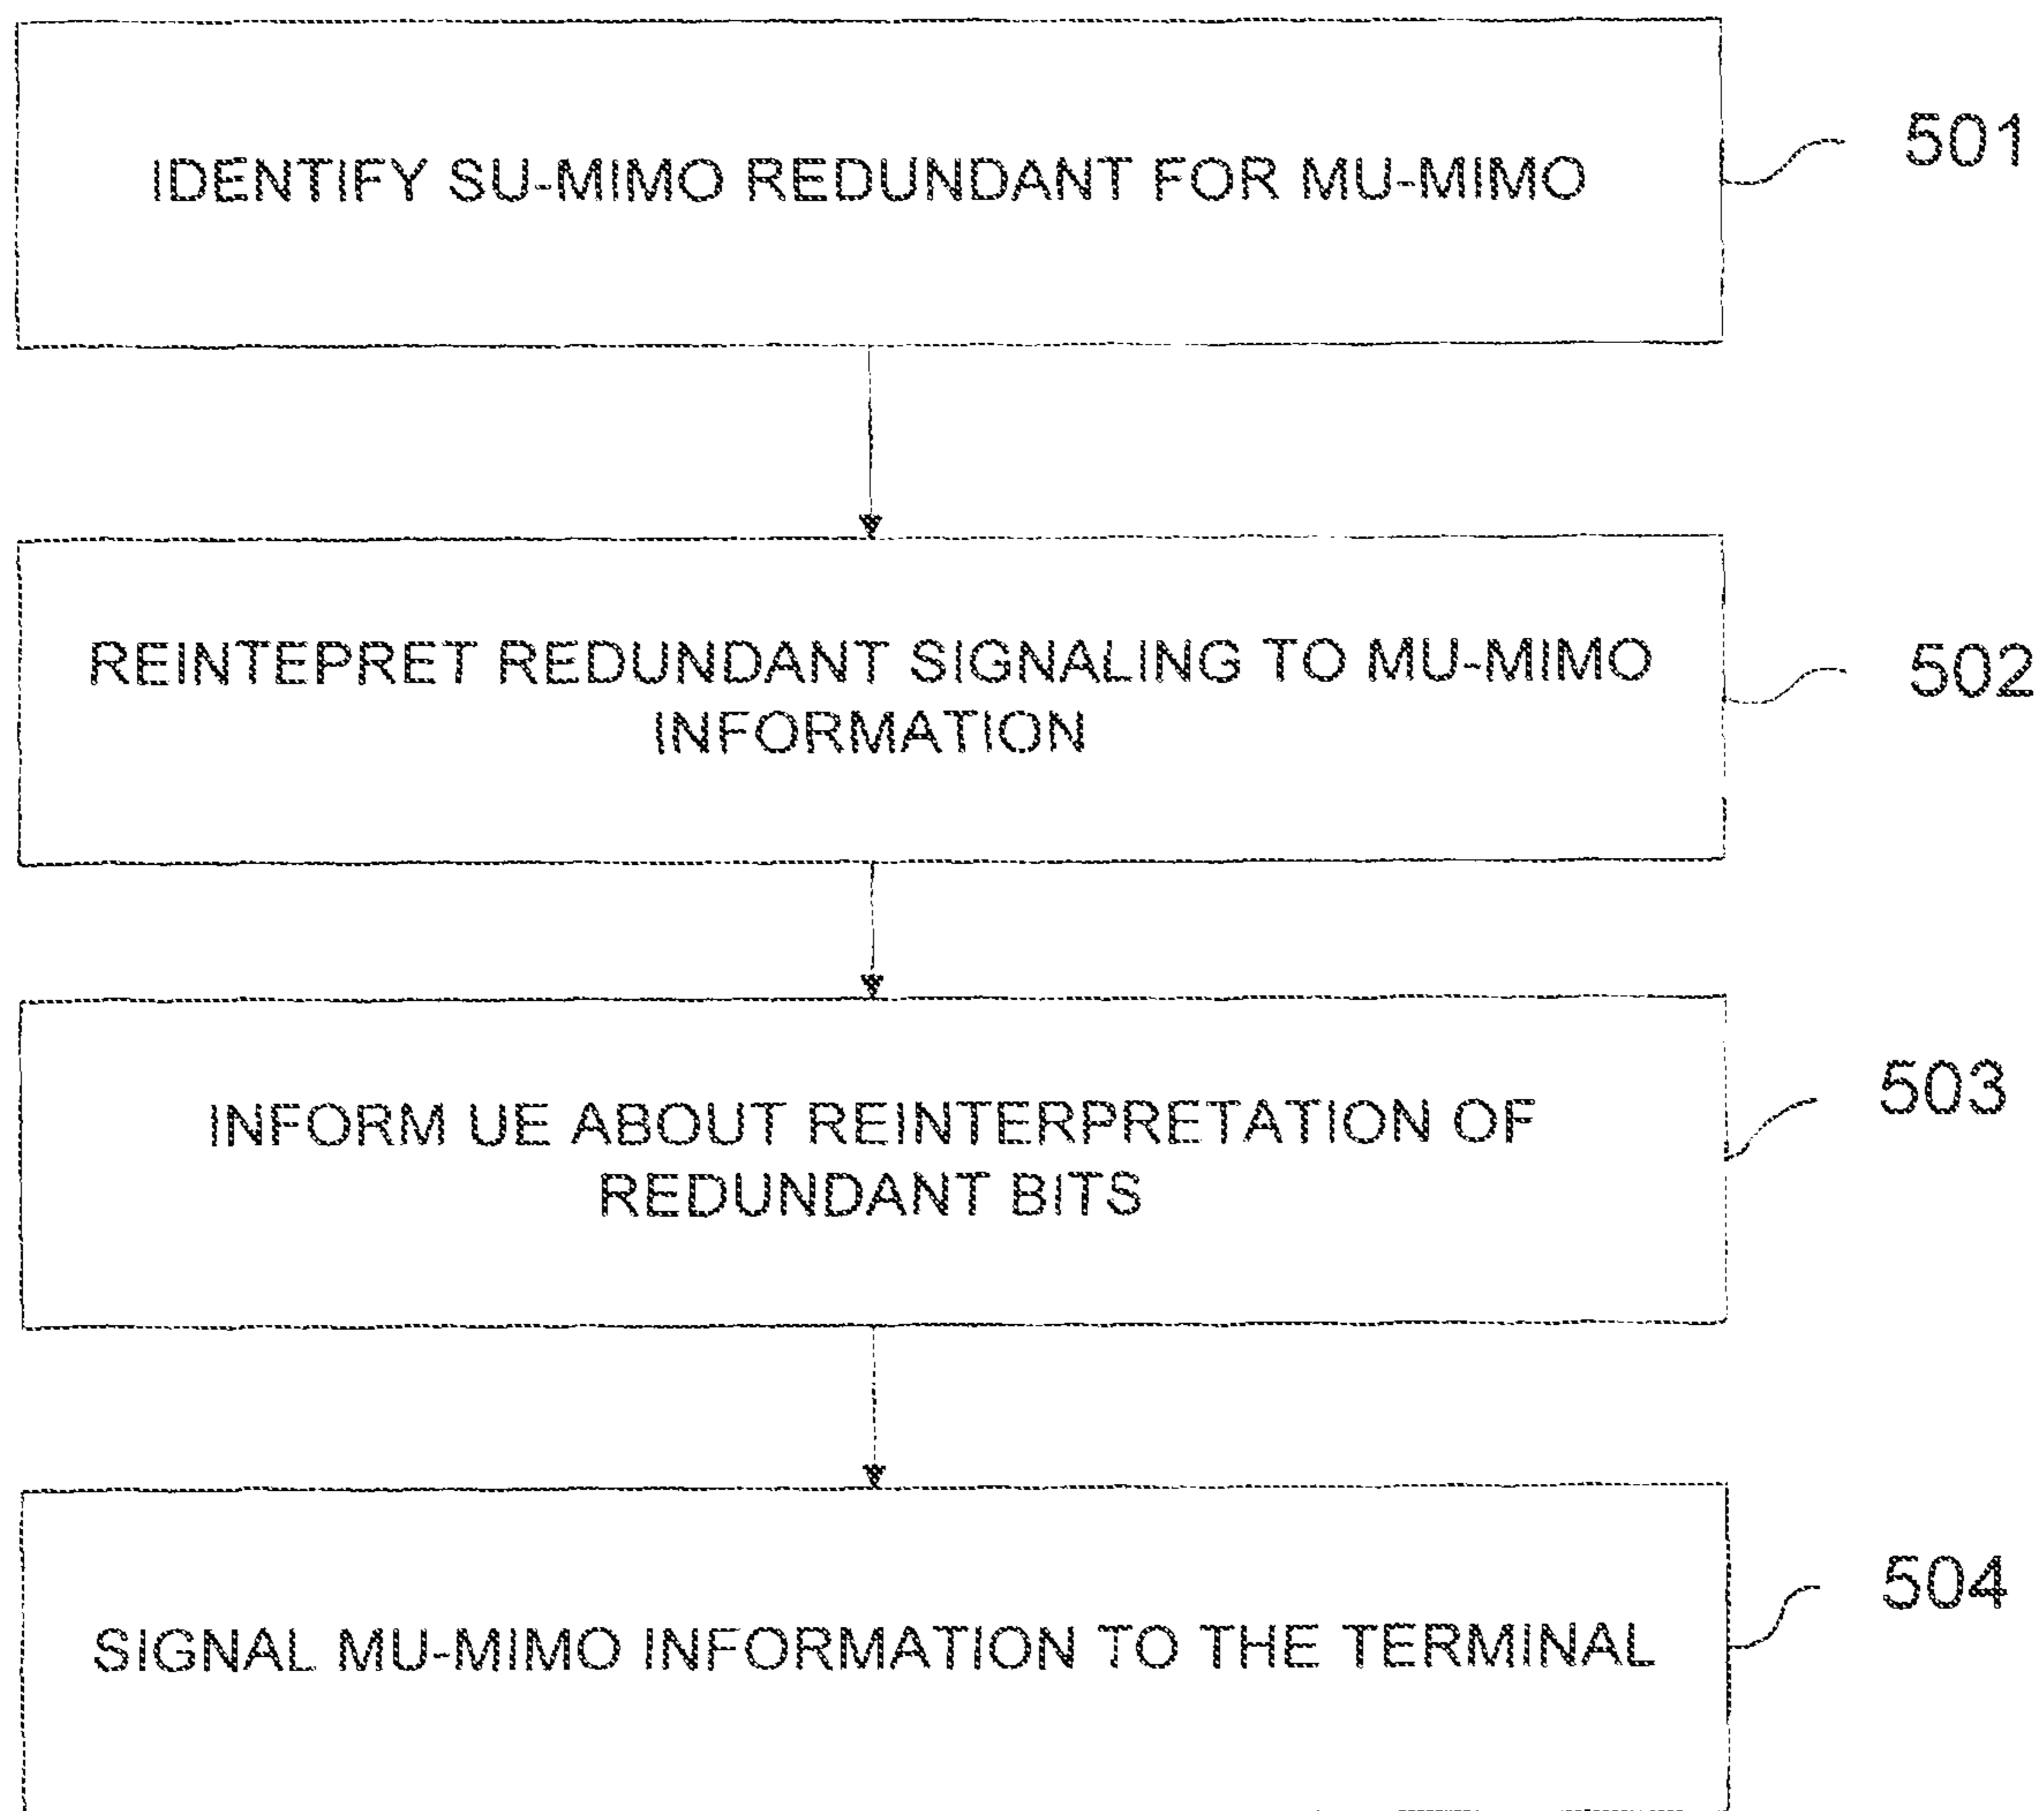 IDENTIFY SU-MIMO REDUNDANT FOR MU-MIMO
501
REINTEPRET REDUNDANT SIGNALING TO MU-MIMO
INFORMATION
502
INFORM UE ABOUT REINTERPRETATION OF
REDUNDANT BITS
503
SIGNAL MU-MIMO INFORMATION TO THE TERMINAL
504